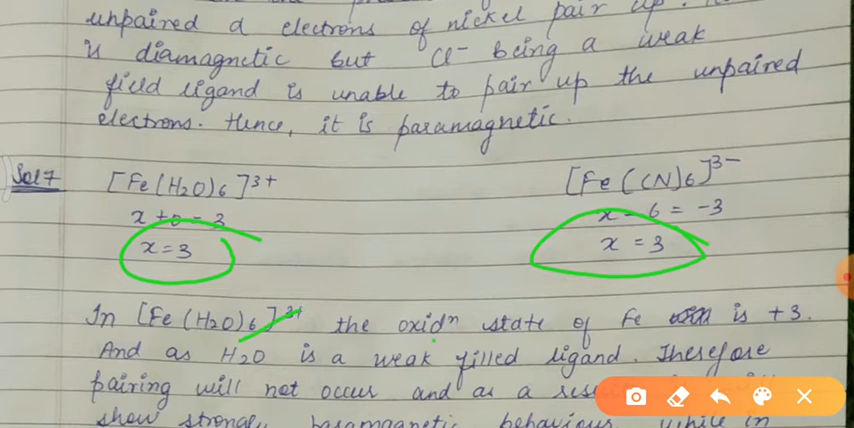 unpaired d electrons of nickel pair up.
is diamagnetic but Cl⁻ being a weak
field ligand is unable to pair up the unpaired
electrons. Hence, it is paramagnetic.
Sol 7 [Fe(H2O)6]3+ [Fe(CN)6]3−
x + 0 = 3 x − 6 = −3
x = 3 x = 3
In [Fe(H2O)6]3+ the oxidⁿ state of Fe is +3.
And as H2O is a weak filled ligand. Therefore
pairing will not occur and as a
show strongly paramagnetic behaviour while in